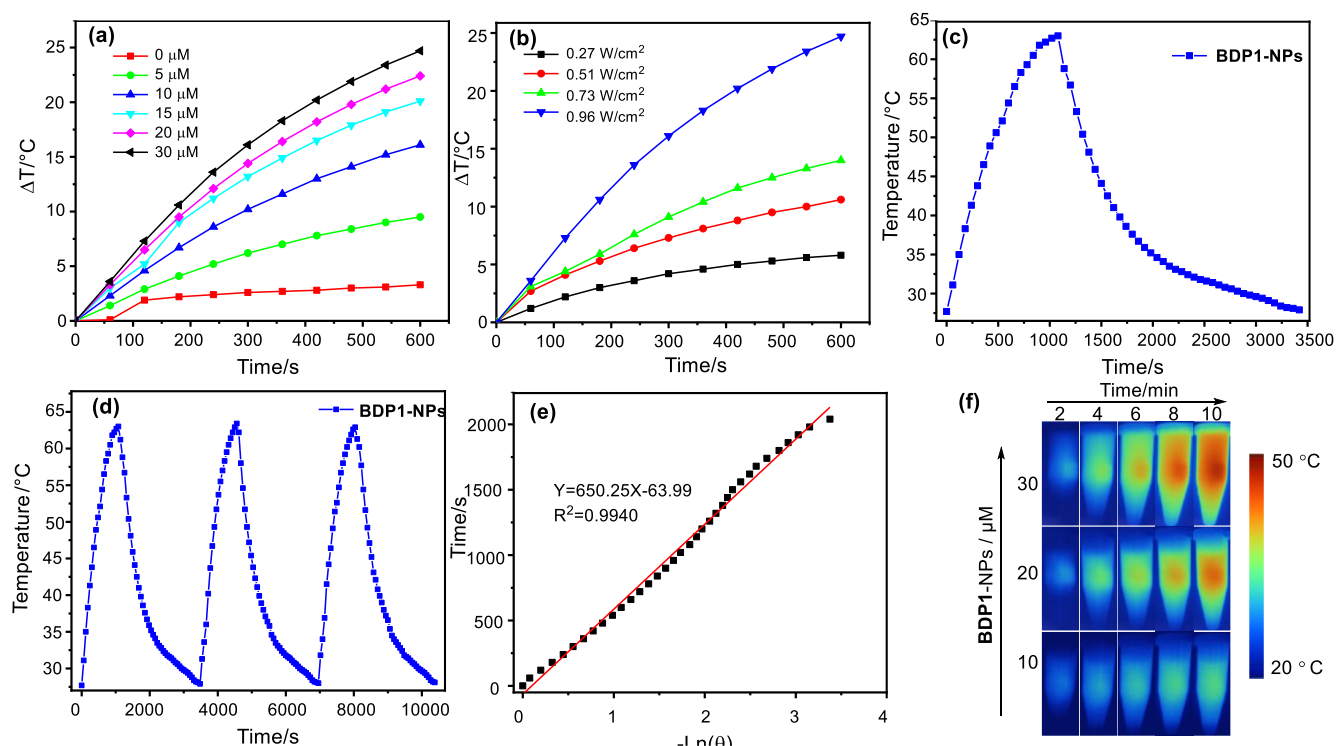 (a)
0 μM
5 μM
10 μM
15 μM
20 μM
30 μM
ΔT/°C
25
20
15
10
5
0
0 100 200 300 400 500 600
Time/s
(b)
0.27 W/cm²
0.51 W/cm²
0.73 W/cm²
0.96 W/cm²
ΔT/°C
25
20
15
10
5
0
0 100 200 300 400 500 600
Time/s
(c)
BDP1-NPs
Temperature/°C
65
60
55
50
45
40
35
30
0 500 1000 1500 2000 2500 3000 3500
Time/s
(d)
BDP1-NPs
Temperature/°C
65
60
55
50
45
40
35
30
0 2000 4000 6000 8000 10000
Time/s
(e)
Y=650.25X-63.99
R²=0.9940
Time/s
2000
1500
1000
500
0
0 1 2 3 4
-Ln(θ)
(f)
Time/min
2 4 6 8 10
BDP1-NPs / μM
30
20
10
50 °C
20 °C